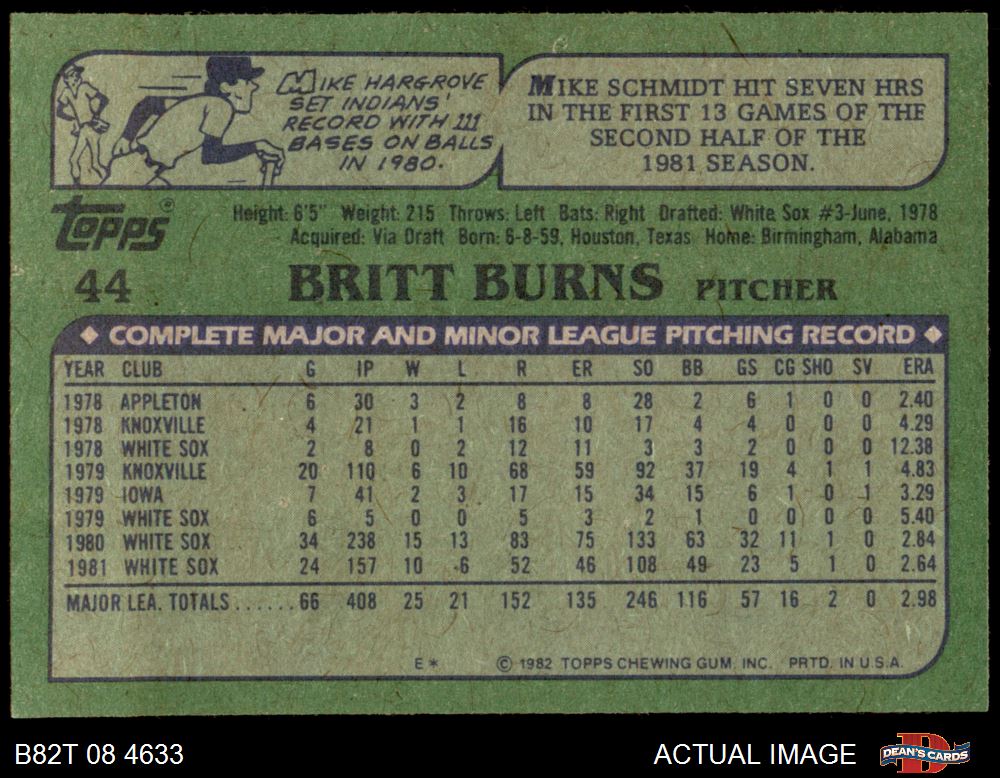 MIKE HARGROVE
SET INDIANS'
RECORD WITH 111
BASES ON BALLS
IN 1980.
MIKE SCHMIDT HIT SEVEN HRS
IN THE FIRST 13 GAMES OF THE
SECOND HALF OF THE
1981 SEASON.
Topps®
Height: 6'5" Weight: 215 Throws: Left Bats: Right Drafted: White Sox #3-June, 1978
Acquired: Via Draft Born: 6-8-59, Houston, Texas Home: Birmingham, Alabama
44 BRITT BURNS PITCHER
◆ COMPLETE MAJOR AND MINOR LEAGUE PITCHING RECORD ◆
YEAR CLUB G IP W L R ER SO BB GS CG SHO SV ERA
1978 APPLETON 6 30 3 2 8 8 28 2 6 1 0 0 2.40
1978 KNOXVILLE 4 21 1 1 16 10 17 4 4 0 0 0 4.29
1978 WHITE SOX 2 8 0 2 12 11 3 3 2 0 0 0 12.38
1979 KNOXVILLE 20 110 6 10 68 59 92 37 19 4 1 1 4.83
1979 IOWA 7 41 2 3 17 15 34 15 6 1 0 1 3.29
1979 WHITE SOX 6 5 0 0 5 3 2 1 0 0 0 0 5.40
1980 WHITE SOX 34 238 15 13 83 75 133 63 32 11 1 0 2.84
1981 WHITE SOX 24 157 10 6 52 46 108 49 23 5 1 0 2.64
MAJOR LEA. TOTALS......66 408 25 21 152 135 246 116 57 16 2 0 2.98
E* © 1982 TOPPS CHEWING GUM, INC. PRTD. IN U.S.A.
B82T 08 4633 ACTUAL IMAGE DEAN'S CARDS